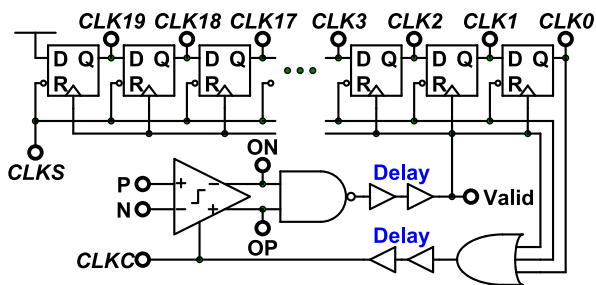 CLK19 CLK18 CLK17 CLK3 CLK2 CLK1 CLK0
D Q D Q D Q D Q D Q D Q
R R R R R R
CLKS
ON
Delay
P + −
N − +
Valid
OP
Delay
CLKC